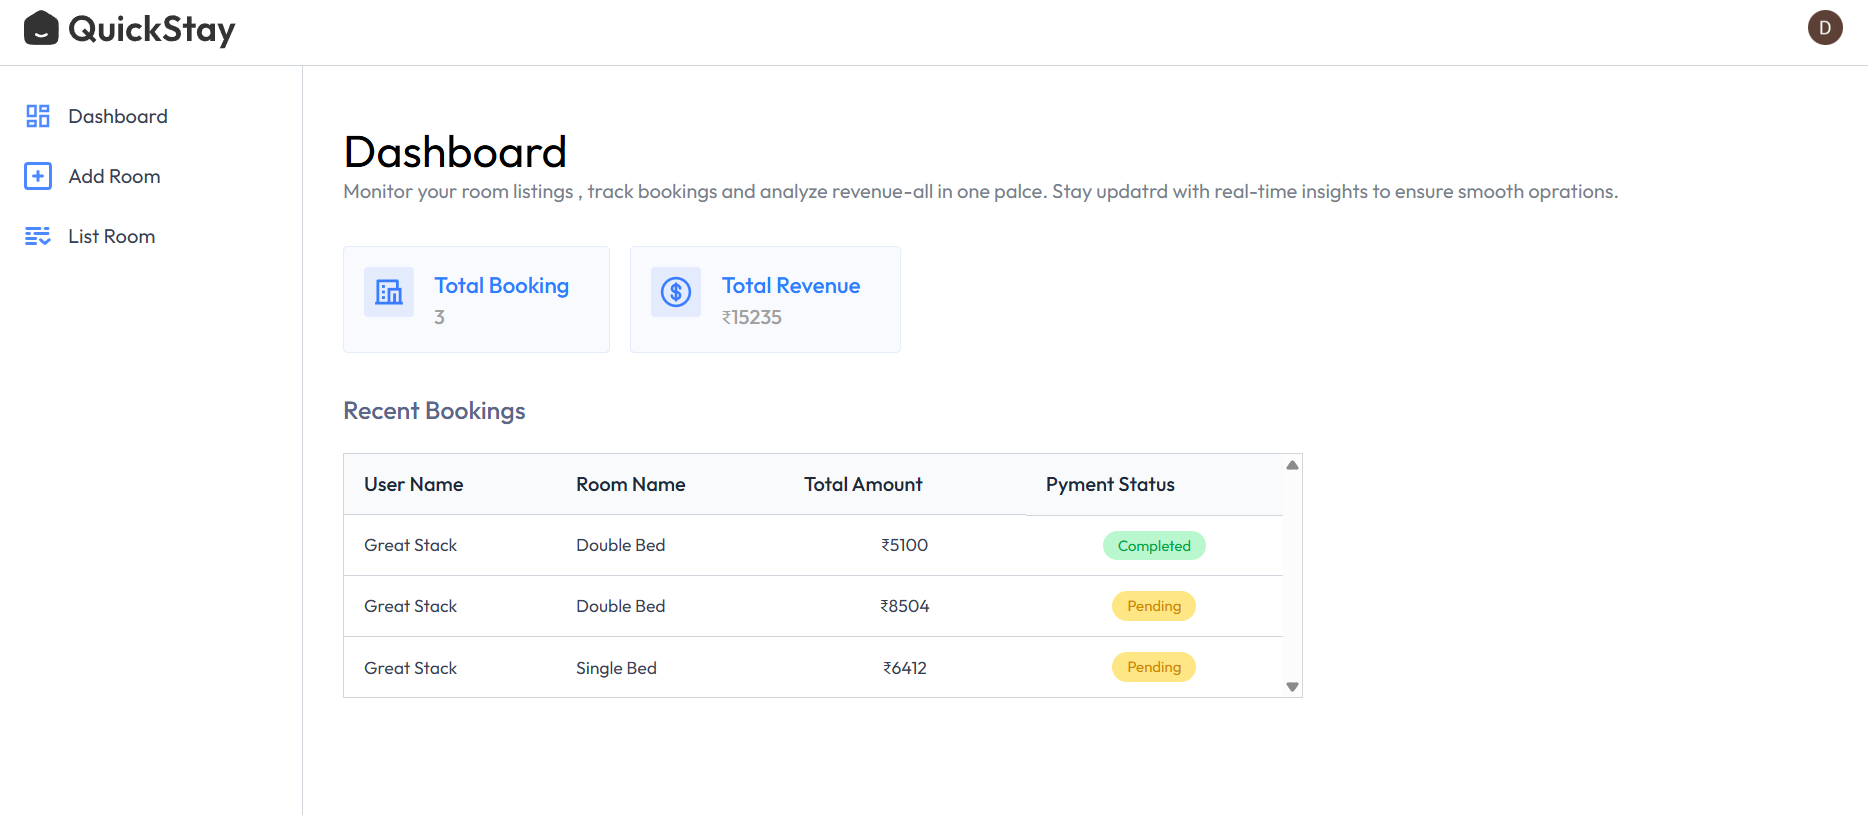 QuickStay
D
Dashboard
Add Room
List Room
Dashboard
Monitor your room listings , track bookings and analyze revenue-all in one palce. Stay updatrd with real-time insights to ensure smooth oprations.
Total Booking
3
Total Revenue
₹15235
Recent Bookings
User Name Room Name Total Amount Pyment Status
Great Stack Double Bed ₹5100 Completed
Great Stack Double Bed ₹8504 Pending
Great Stack Single Bed ₹6412 Pending